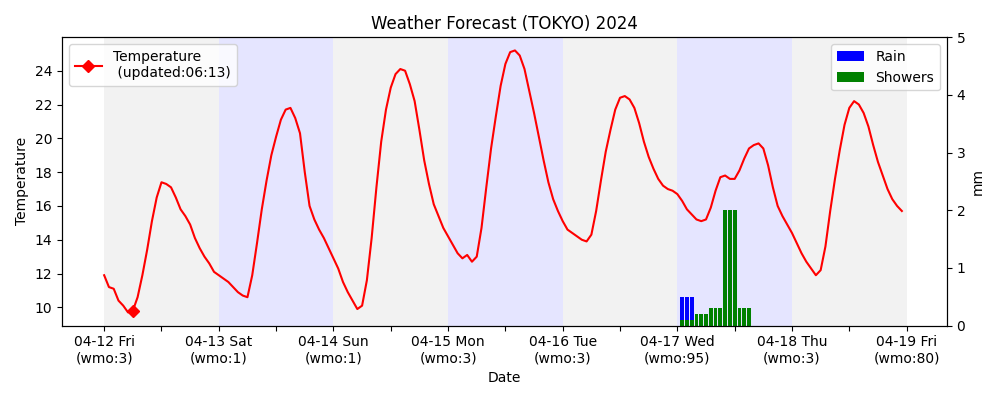 Weather Forecast (TOKYO) 2024
Temperature
(updated:06:13)
Rain
Showers
Temperature
24
22
20
18
16
14
12
10
5
4
3
2
1
0
mm
04-12 Fri
(wmo:3)
04-13 Sat
(wmo:1)
04-14 Sun
(wmo:1)
04-15 Mon
(wmo:3)
04-16 Tue
(wmo:3)
04-17 Wed
(wmo:95)
04-18 Thu
(wmo:3)
04-19 Fri
(wmo:80)
Date